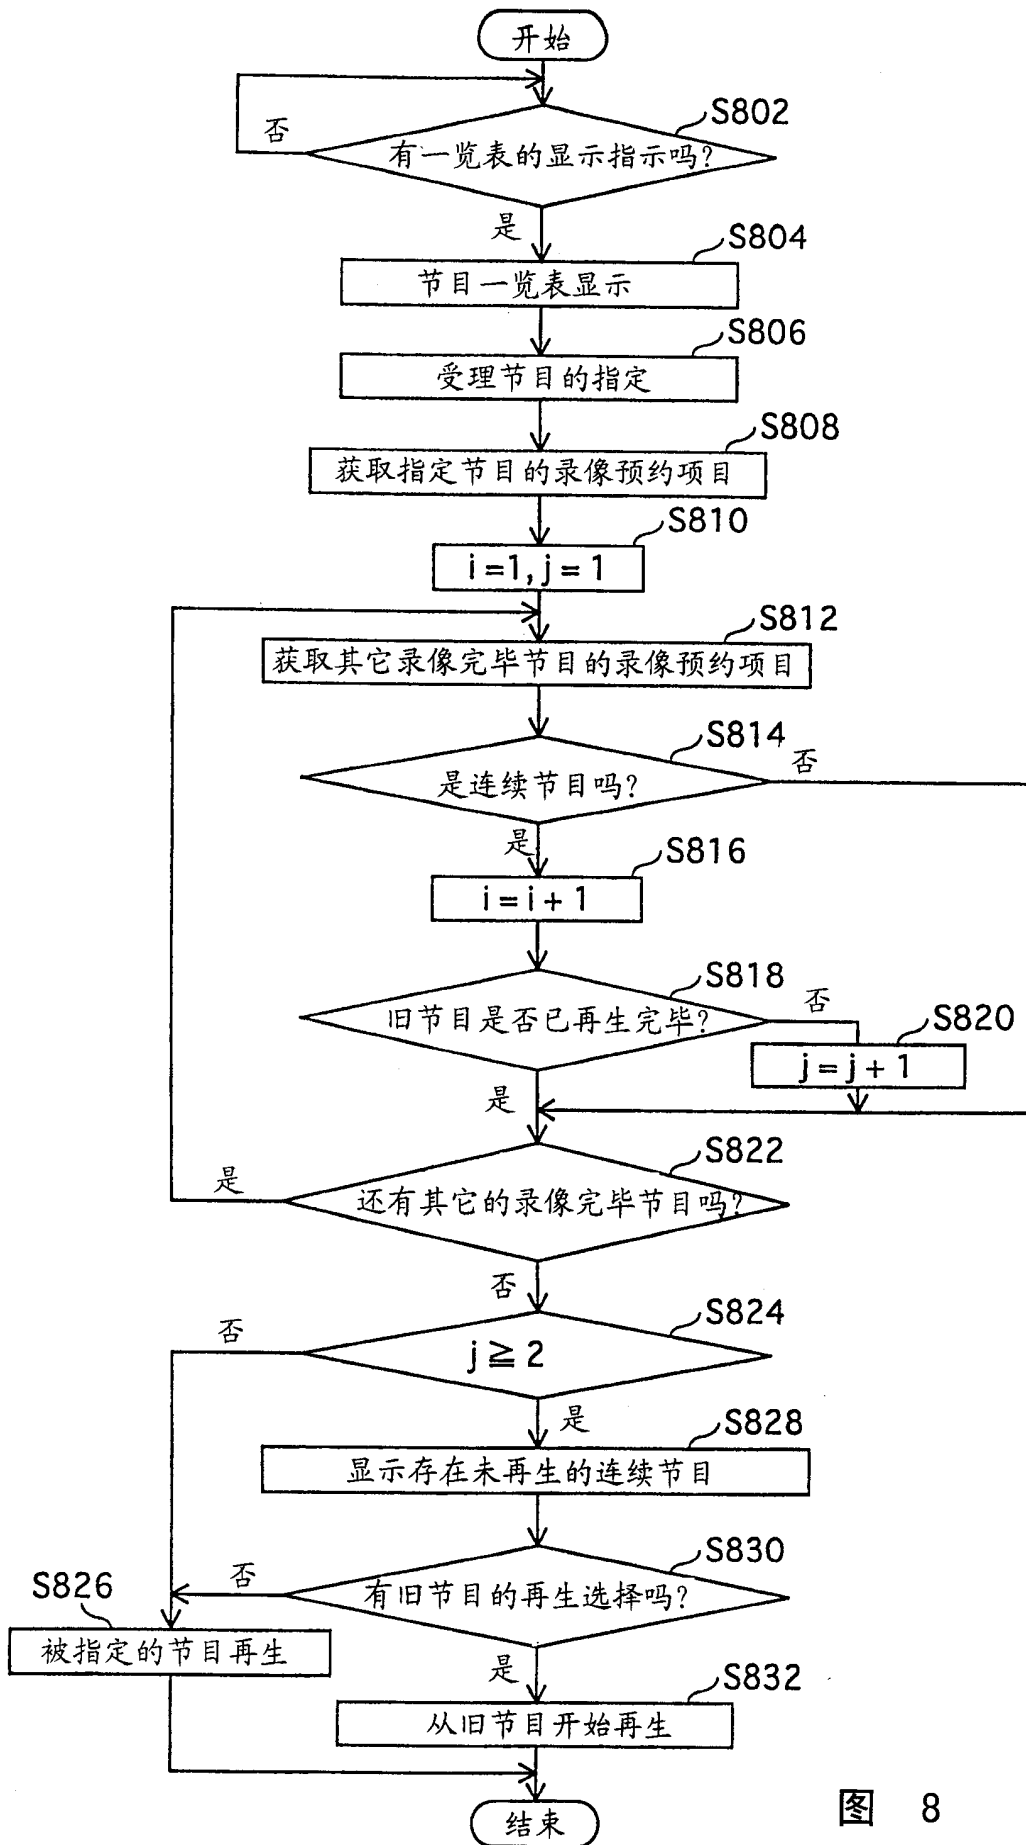 开始
S802
否
有一览表的显示指示吗?
是
S804
节目一览表显示
S806
受理节目的指定
S808
获取指定节目的录像预约项目
S810
i=1, j=1
S812
获取其它录像完毕节目的录像预约项目
S814
否
是连续节目吗?
是
S816
i=i+1
S818
否
旧节目是否已再生完毕?
S820
j=j+1
是
S822
是
还有其它的录像完毕节目吗?
否
S824
否
j≧2
是
S828
显示存在未再生的连续节目
S830
否
有旧节目的再生选择吗?
S826
被指定的节目再生
是
S832
从旧节目开始再生
结束
图 8